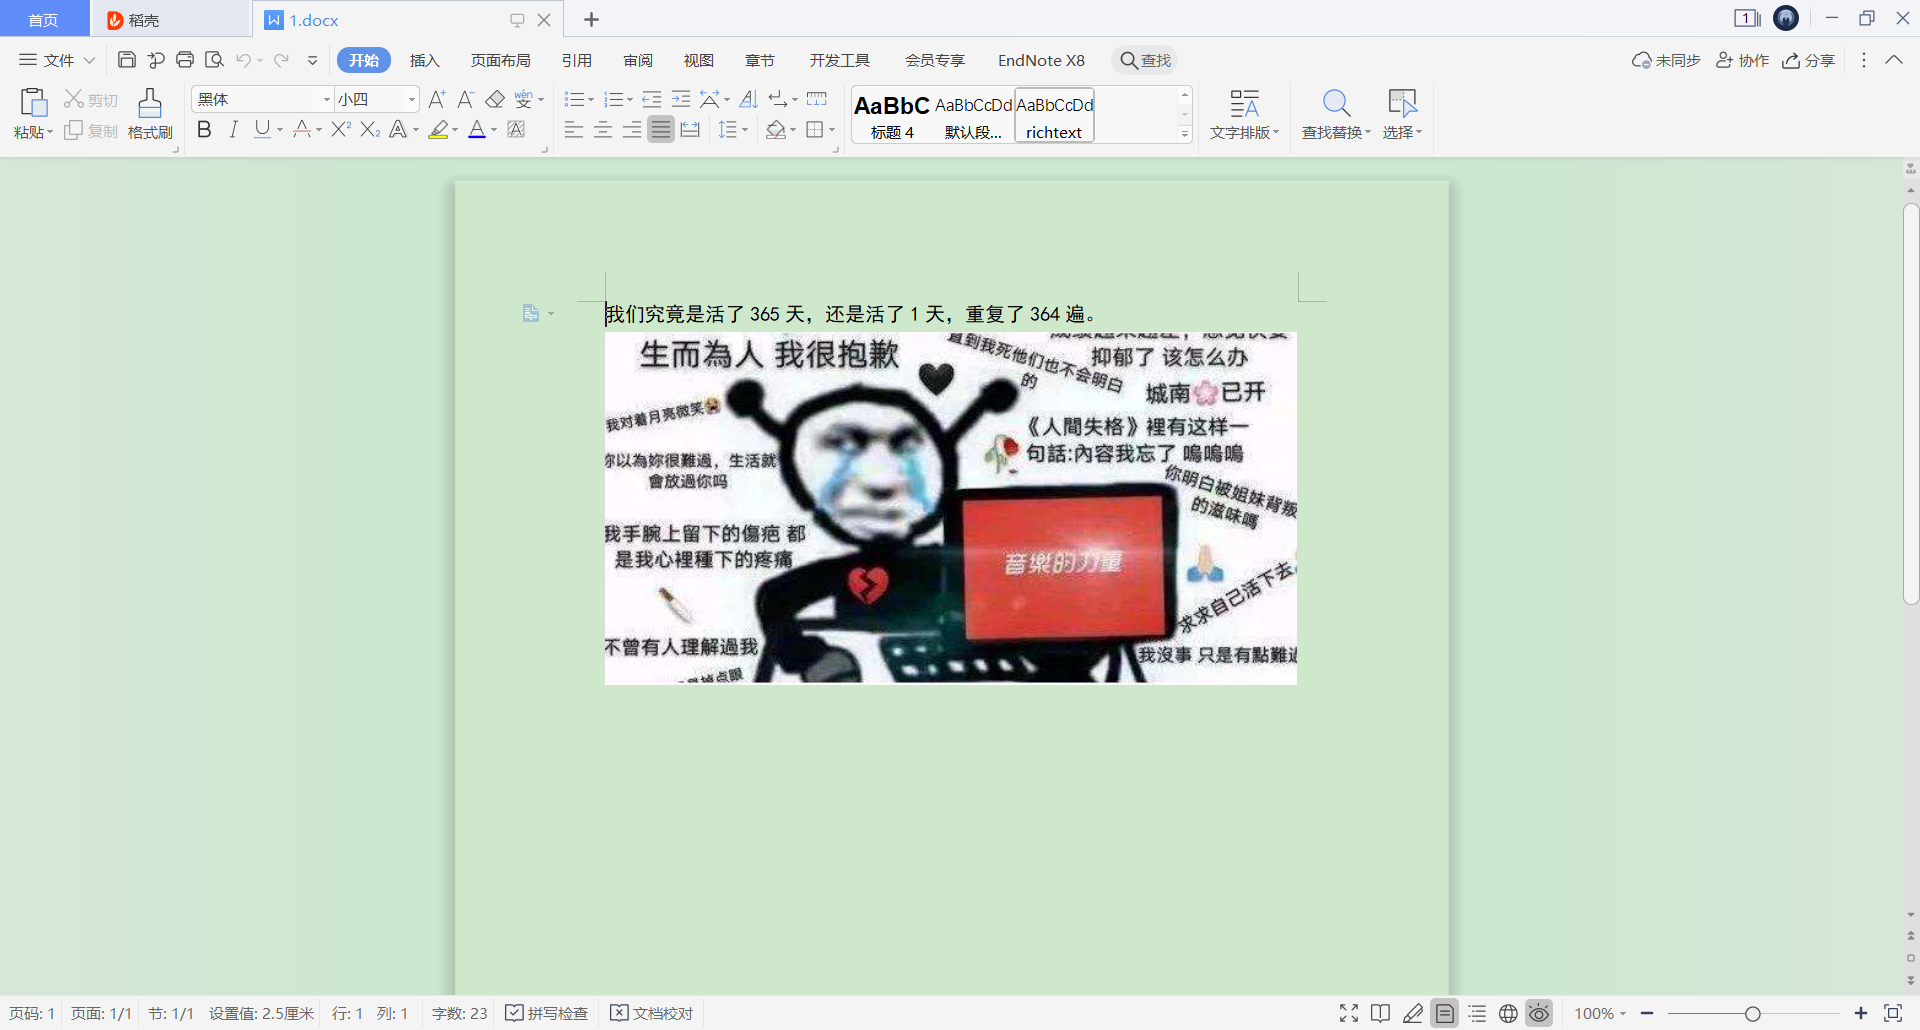 首页
稻壳
1.docx
文件
开始
插入
页面布局
引用
审阅
视图
章节
开发工具
会员专享
EndNote X8
查找
未同步
协作
分享
粘贴
剪切
复制
格式刷
黑体
小四
AaBbC
标题 4
AaBbCcDd
默认段...
AaBbCcDd
richtext
文字排版
查找替换
选择
我们究竟是活了 365 天，还是活了 1 天，重复了 364 遍。
生而為人 我很抱歉
直到我死他们也不会明白
的
抑郁了 该怎么办
城南🌸已开
我对着月亮微笑😭
《人間失格》裡有这样一
句話:內容我忘了 嗚嗚嗚
你以為妳很難過，生活就
會放過你吗
你明白被姐妹背叛
的滋味嗎
我手腕上留下的傷疤 都
是我心裡種下的疼痛
音樂的力量
求求自己活下去
不曾有人理解過我
我沒事 只是有點難過
页码: 1
页面: 1/1
节: 1/1
设置值: 2.5厘米
行: 1
列: 1
字数: 23
拼写检查
文档校对
100%